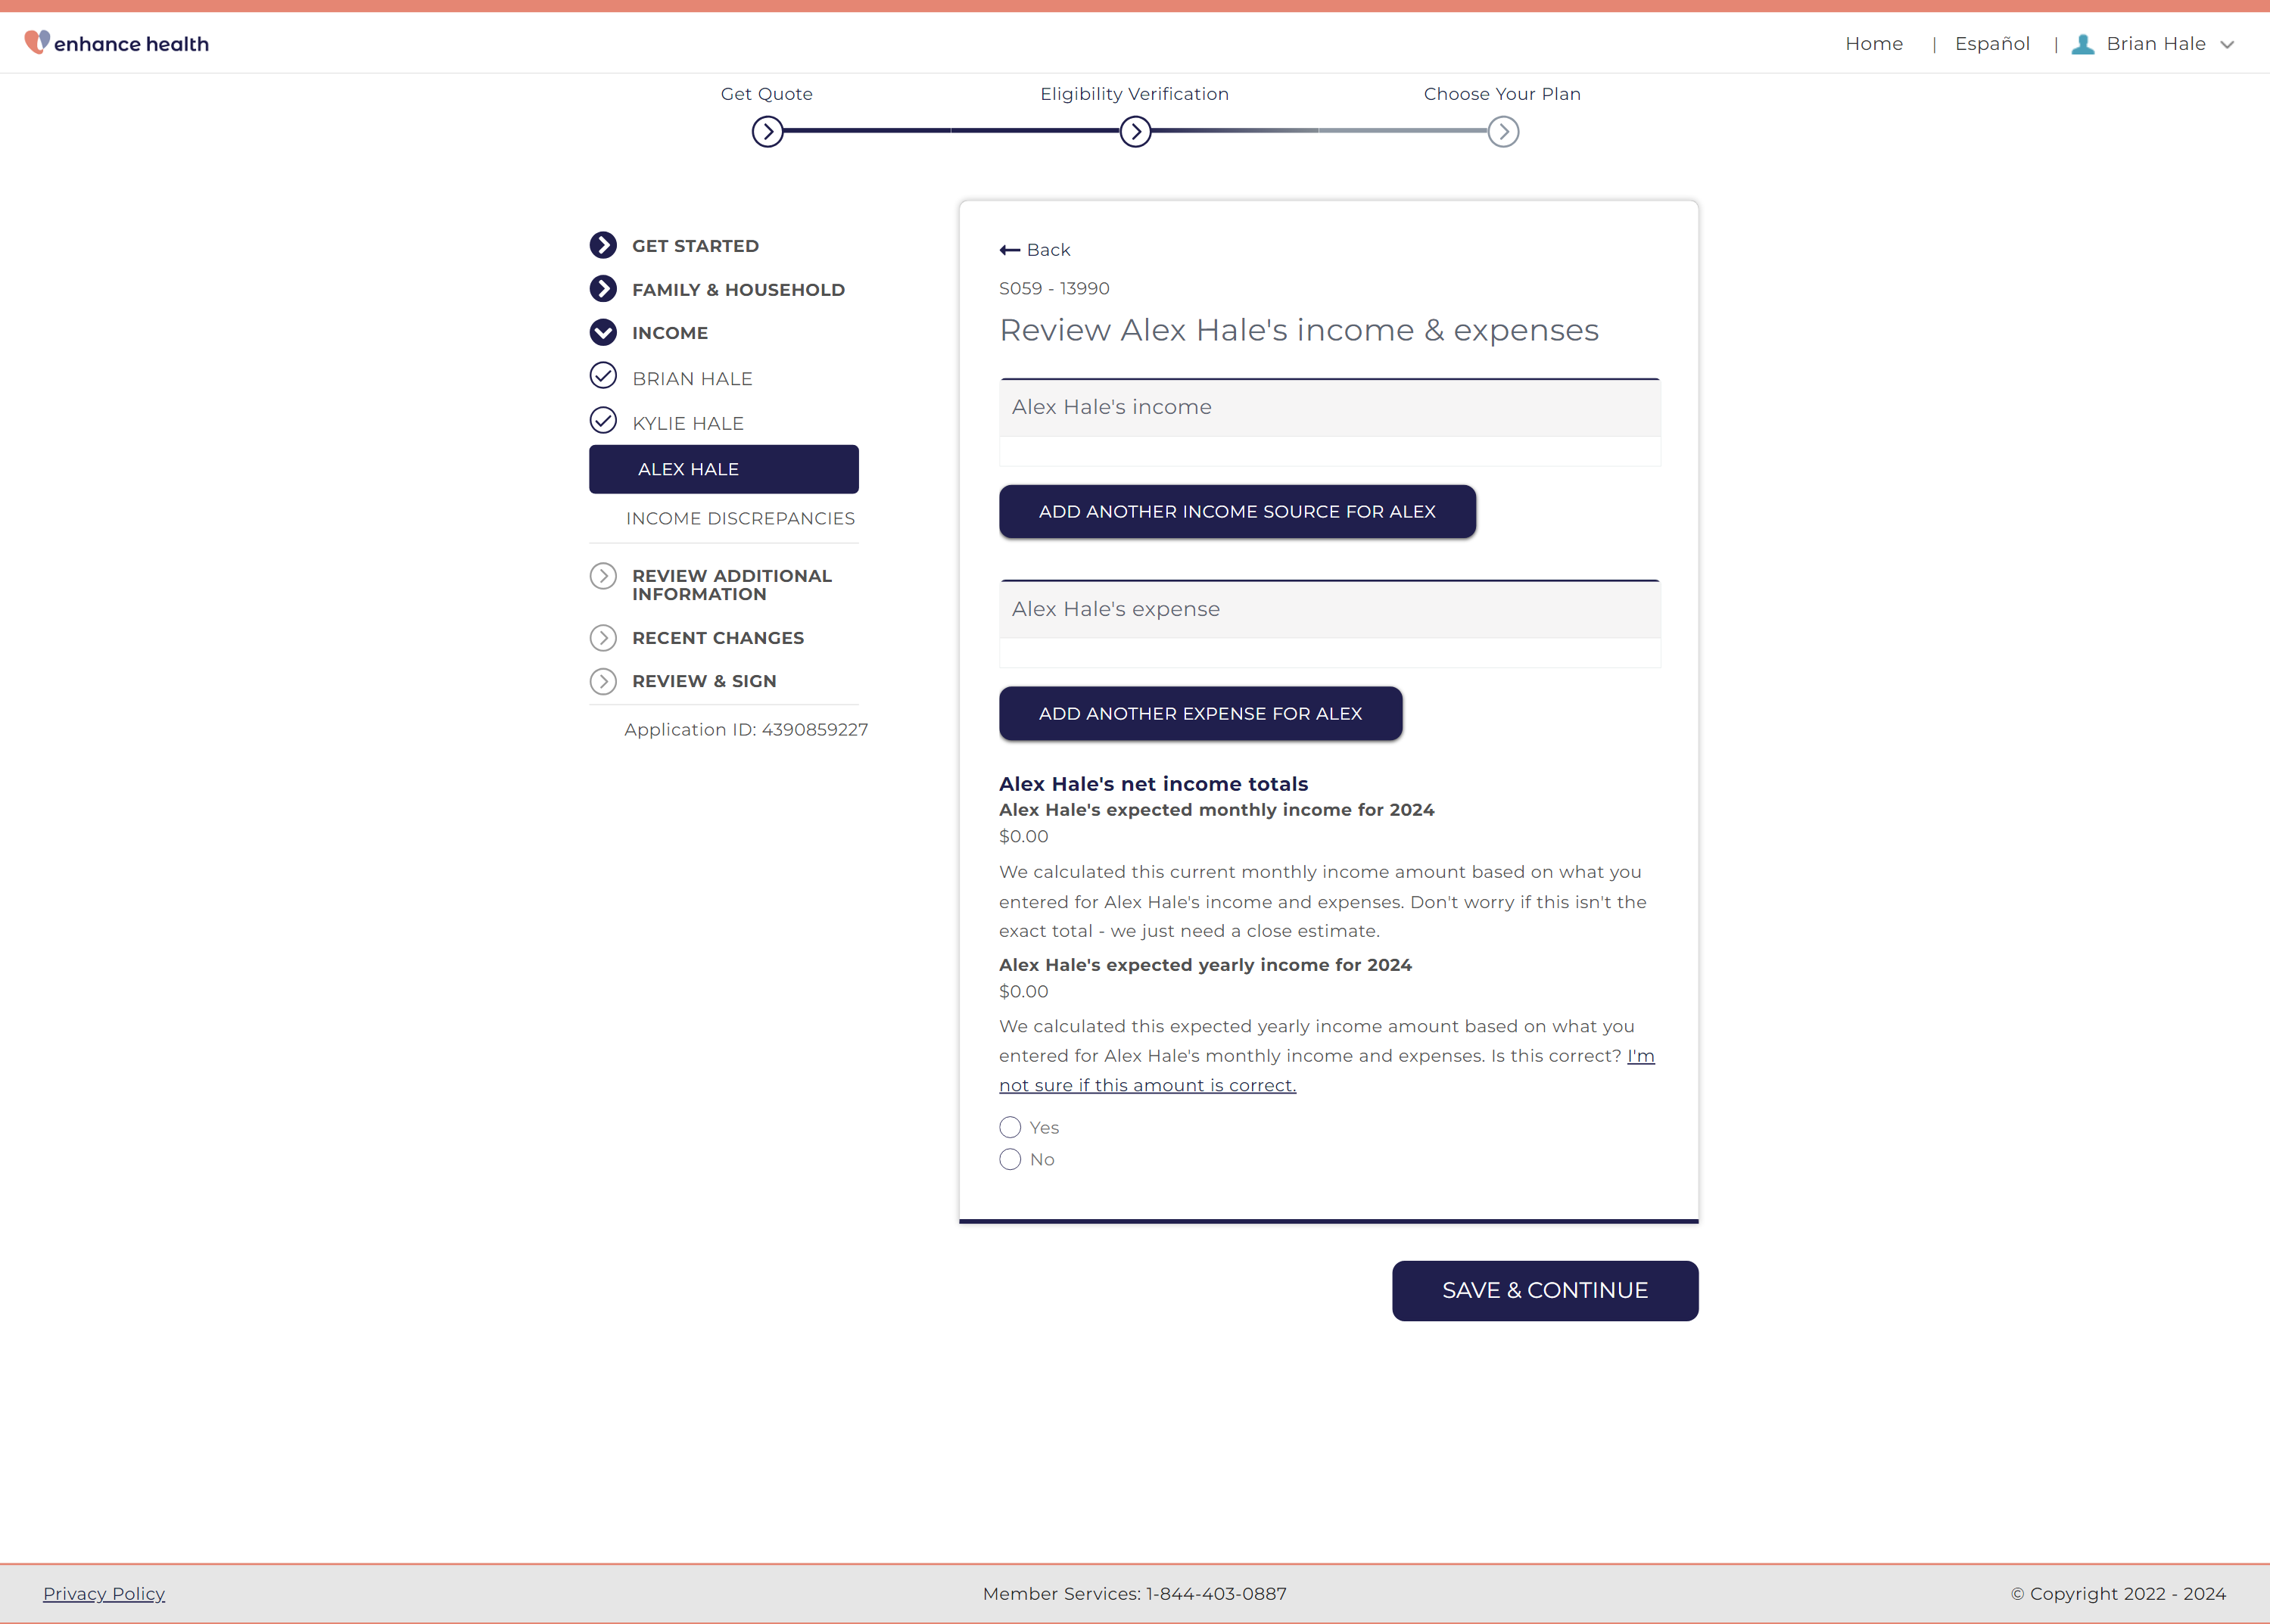 enhance health
Home | Español | Brian Hale
Get Quote
Eligibility Verification
Choose Your Plan
GET STARTED
FAMILY & HOUSEHOLD
INCOME
BRIAN HALE
KYLIE HALE
ALEX HALE
INCOME DISCREPANCIES
REVIEW ADDITIONAL
INFORMATION
RECENT CHANGES
REVIEW & SIGN
Application ID: 4390859227
Back
S059 - 13990
Review Alex Hale's income & expenses
Alex Hale's income
ADD ANOTHER INCOME SOURCE FOR ALEX
Alex Hale's expense
ADD ANOTHER EXPENSE FOR ALEX
Alex Hale's net income totals
Alex Hale's expected monthly income for 2024
$0.00
We calculated this current monthly income amount based on what you
entered for Alex Hale's income and expenses. Don't worry if this isn't the
exact total - we just need a close estimate.
Alex Hale's expected yearly income for 2024
$0.00
We calculated this expected yearly income amount based on what you
entered for Alex Hale's monthly income and expenses. Is this correct? I'm
not sure if this amount is correct.
Yes
No
SAVE & CONTINUE
Privacy Policy
Member Services: 1-844-403-0887
© Copyright 2022 - 2024